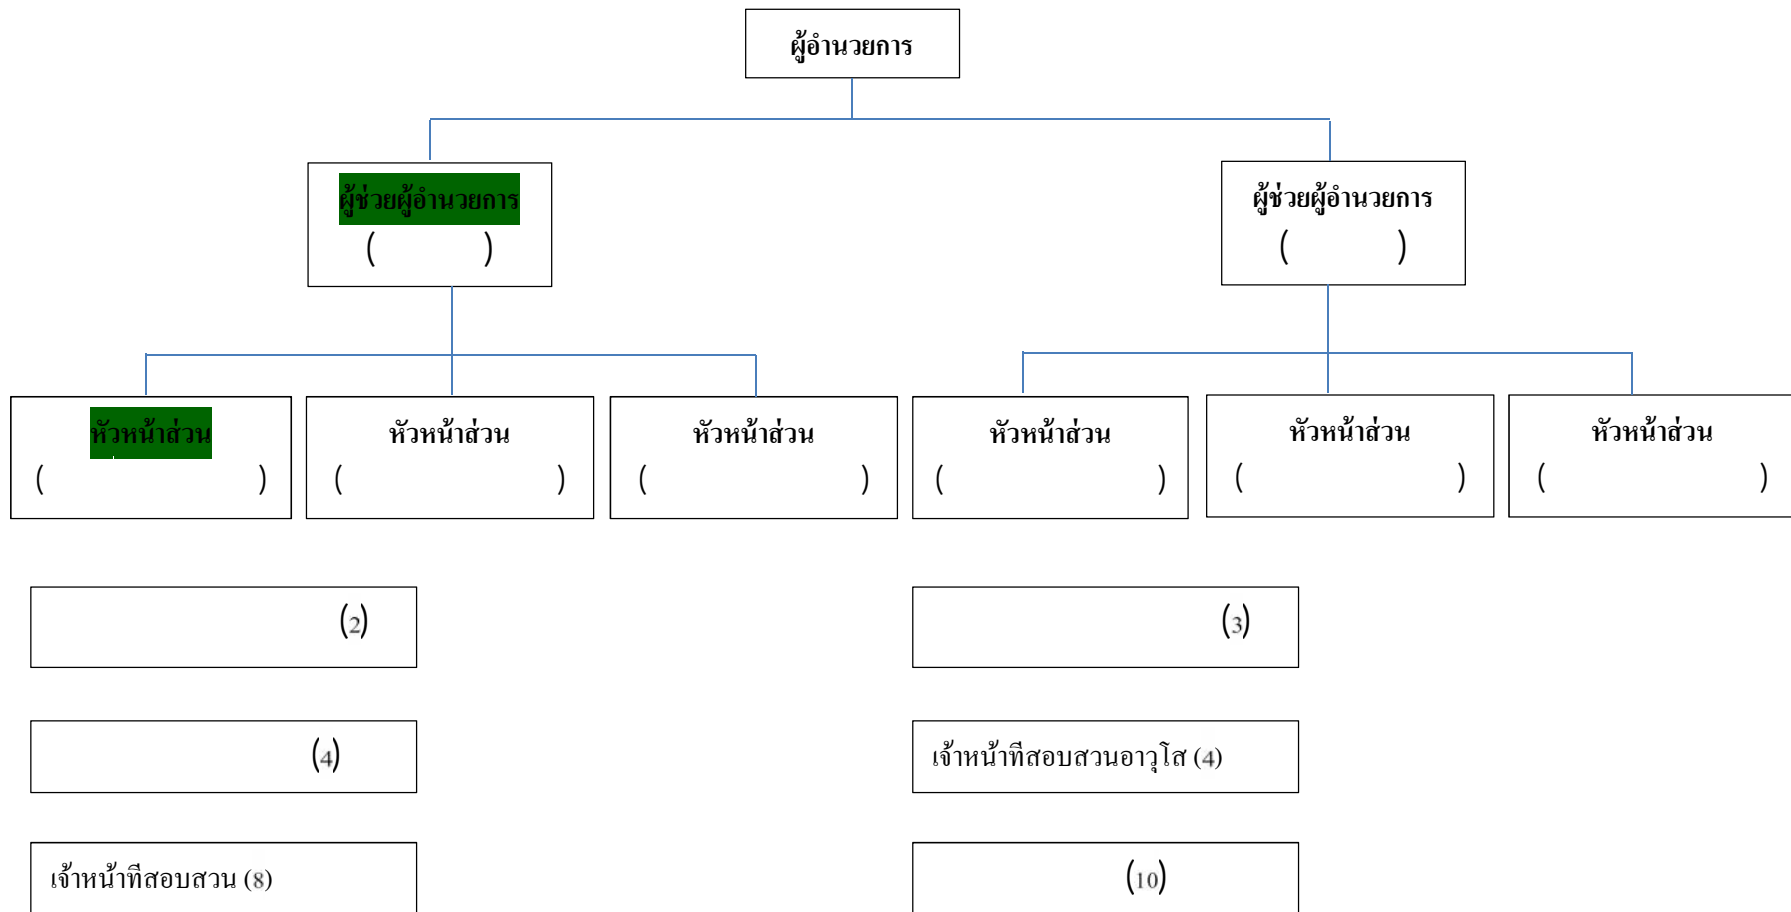 ผู้อำนวยการ
ผู้ช่วยผู้อำนวยการ
( )
ผู้ช่วยผู้อำนวยการ
( )
หัวหน้าส่วน
( )
หัวหน้าส่วน
( )
หัวหน้าส่วน
( )
หัวหน้าส่วน
( )
หัวหน้าส่วน
( )
หัวหน้าส่วน
( )
(2)
(3)
(4)
เจ้าหน้าทีสอบสวนอาวุโส (4)
เจ้าหน้าทีสอบสวน (8)
(10)